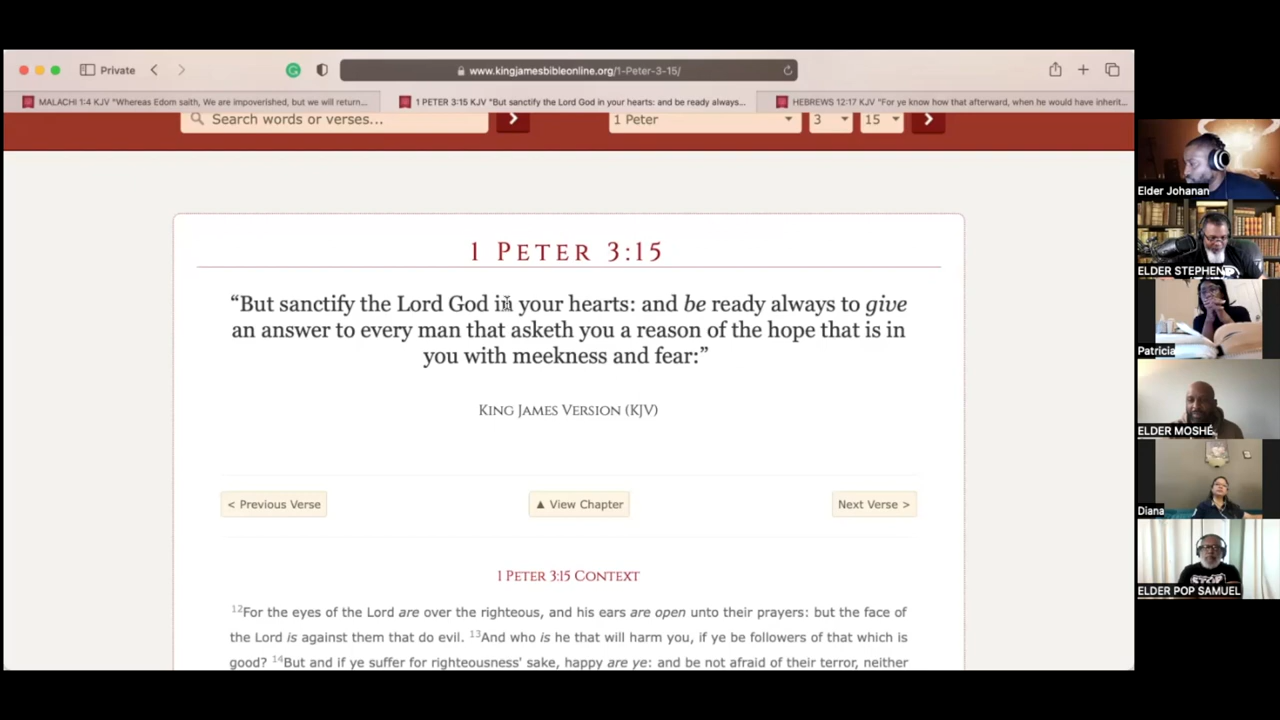 Private
www.kingjamesbibleonline.org/1-Peter-3-15/
MALACHI 1:4 KJV "Whereas Edom saith, We are impoverished, but we will return...
1 PETER 3:15 KJV "But sanctify the Lord God in your hearts: and be ready always...
HEBREWS 12:17 KJV "For ye know how that afterward, when he would have inherit...
Search words or verses...
1 Peter
3
15
1 PETER 3:15
“But sanctify the Lord God in your hearts: and be ready always to give
an answer to every man that asketh you a reason of the hope that is in
you with meekness and fear:”
KING JAMES VERSION (KJV)
< Previous Verse
▲ View Chapter
Next Verse >
1 PETER 3:15 CONTEXT
12For the eyes of the Lord are over the righteous, and his ears are open unto their prayers: but the face of
the Lord is against them that do evil. 13And who is he that will harm you, if ye be followers of that which is
good? 14But and if ye suffer for righteousness' sake, happy are ye: and be not afraid of their terror, neither
Elder Johanan
ELDER STEPHEN
Patricia
ELDER MOSHÉ
Diana
STOP
ELDER POP SAMUEL